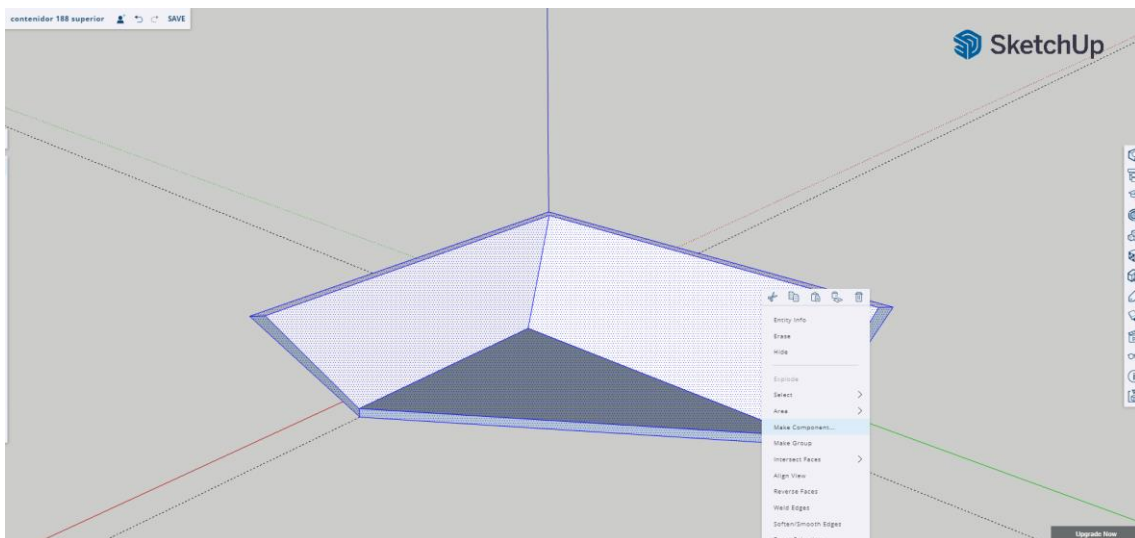 contenidor 188 superior
SAVE
SketchUp
Entity Info
Erase
Hide
Explode
Select
Area
Make Component...
Make Group
Intersect Faces
Align View
Reverse Faces
Weld Edges
Soften/Smooth Edges
Upgrade Now